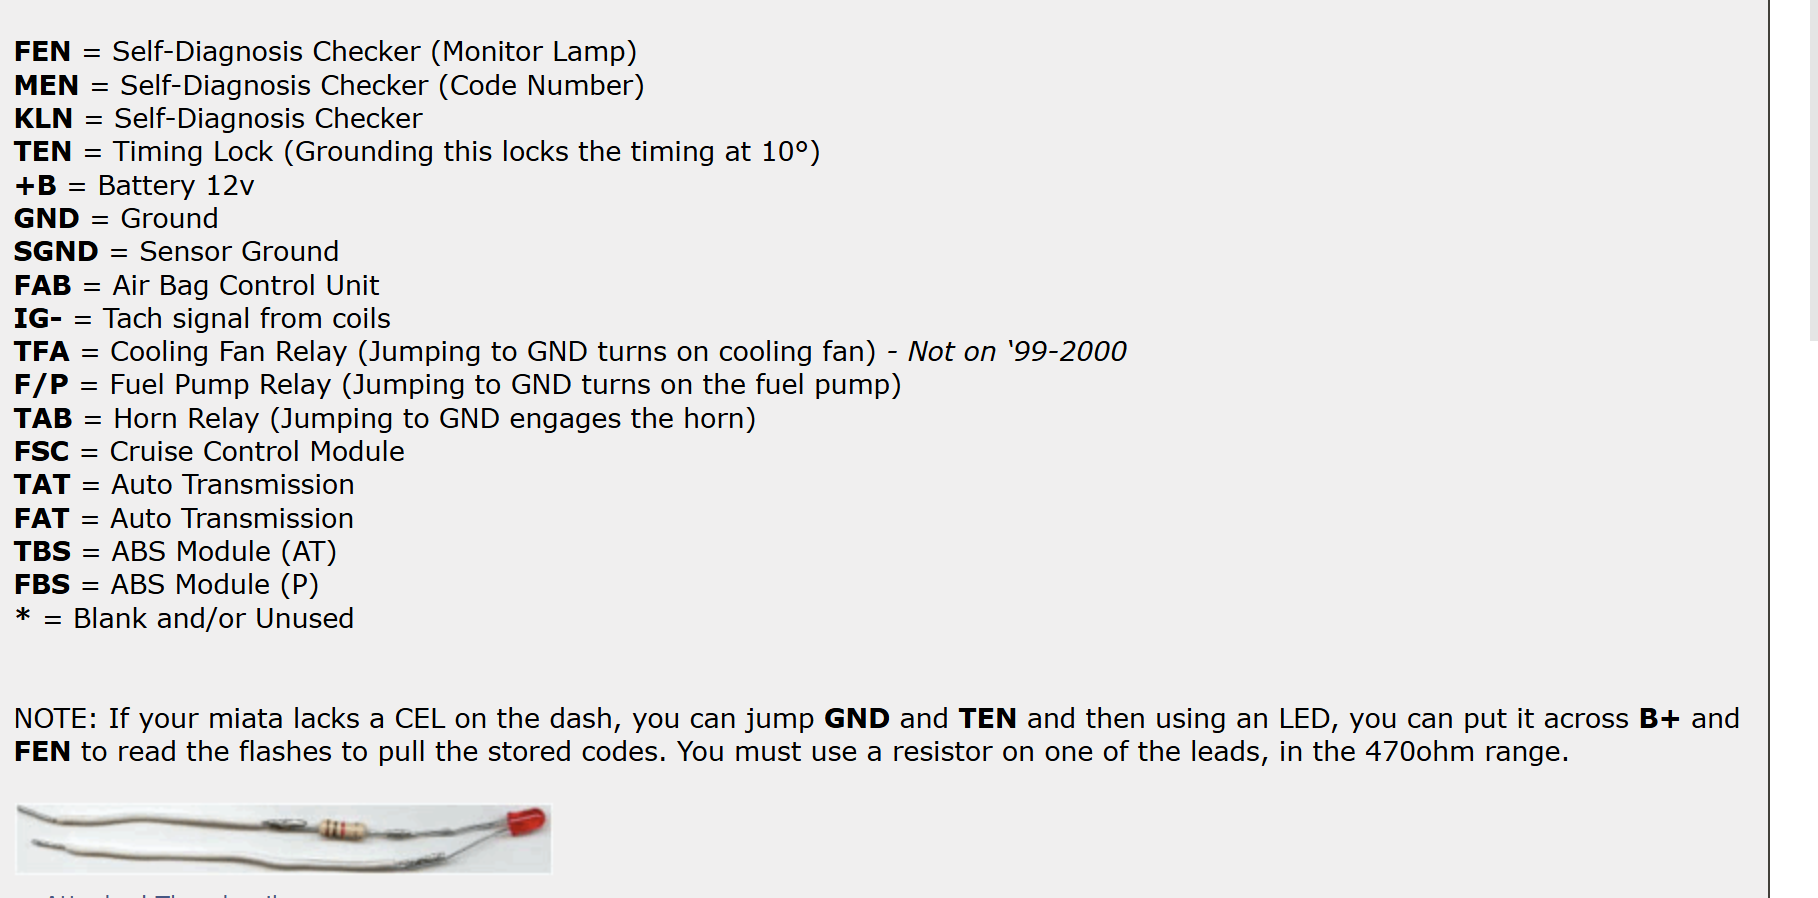 FEN = Self-Diagnosis Checker (Monitor Lamp)
MEN = Self-Diagnosis Checker (Code Number)
KLN = Self-Diagnosis Checker
TEN = Timing Lock (Grounding this locks the timing at 10°)
+B = Battery 12v
GND = Ground
SGND = Sensor Ground
FAB = Air Bag Control Unit
IG- = Tach signal from coils
TFA = Cooling Fan Relay (Jumping to GND turns on cooling fan) - Not on ‘99-2000
F/P = Fuel Pump Relay (Jumping to GND turns on the fuel pump)
TAB = Horn Relay (Jumping to GND engages the horn)
FSC = Cruise Control Module
TAT = Auto Transmission
FAT = Auto Transmission
TBS = ABS Module (AT)
FBS = ABS Module (P)
* = Blank and/or Unused
NOTE: If your miata lacks a CEL on the dash, you can jump GND and TEN and then using an LED, you can put it across B+ and
FEN to read the flashes to pull the stored codes. You must use a resistor on one of the leads, in the 470ohm range.